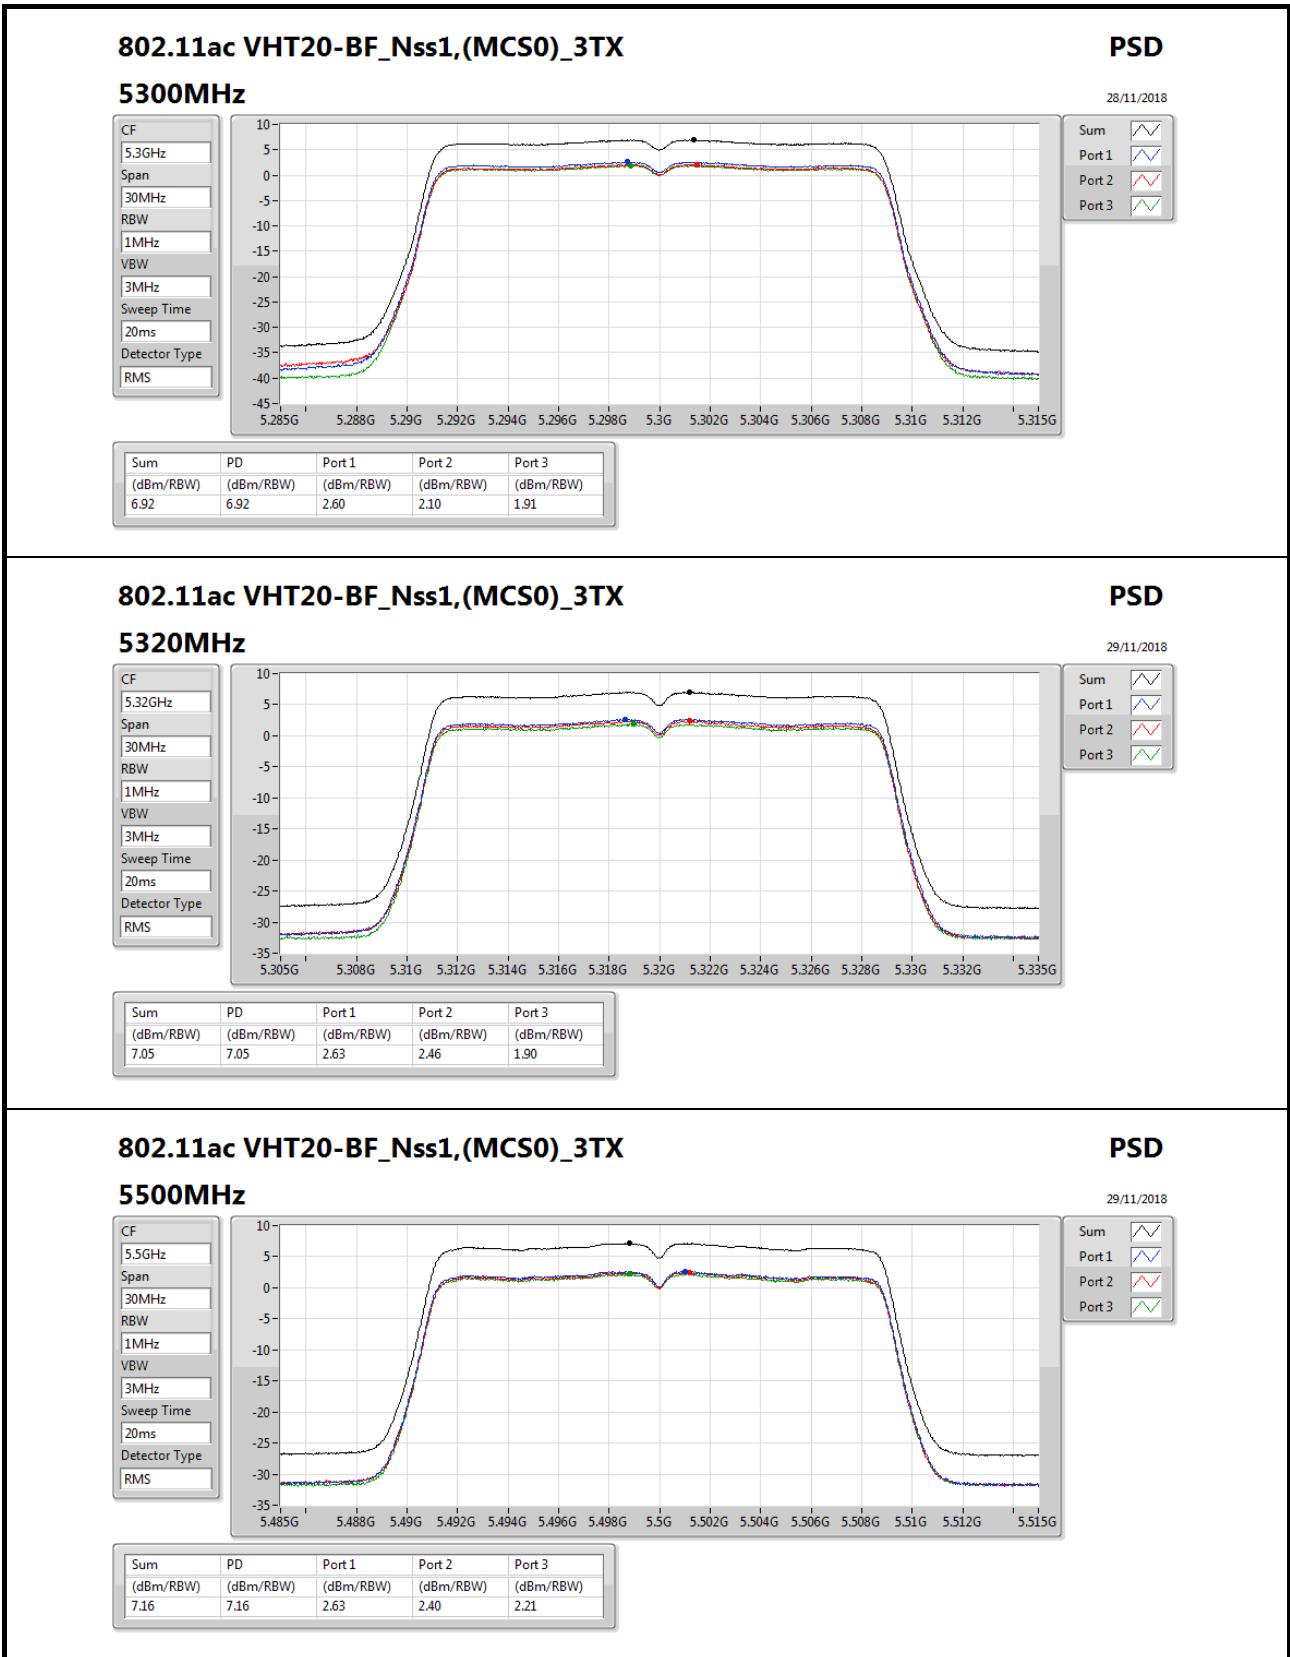 802.11ac VHT20-BF_Nss1,(MCS0)_3TX PSD
5300MHz 28/11/2018
CF
5.3GHz
Span
30MHz
RBW
1MHz
VBW
3MHz
Sweep Time
20ms
Detector Type
RMS
10
5
0
-5
-10
-15
-20
-25
-30
-35
-40
-45
5.285G 5.288G 5.29G 5.292G 5.294G 5.296G 5.298G 5.3G 5.302G 5.304G 5.306G 5.308G 5.31G 5.312G 5.315G
Sum
Port 1
Port 2
Port 3
Sum PD Port 1 Port 2 Port 3
(dBm/RBW) (dBm/RBW) (dBm/RBW) (dBm/RBW) (dBm/RBW)
6.92 6.92 2.60 2.10 1.91
802.11ac VHT20-BF_Nss1,(MCS0)_3TX PSD
5320MHz 29/11/2018
CF
5.32GHz
Span
30MHz
RBW
1MHz
VBW
3MHz
Sweep Time
20ms
Detector Type
RMS
10
5
0
-5
-10
-15
-20
-25
-30
-35
5.305G 5.308G 5.31G 5.312G 5.314G 5.316G 5.318G 5.32G 5.322G 5.324G 5.326G 5.328G 5.33G 5.332G 5.335G
Sum
Port 1
Port 2
Port 3
Sum PD Port 1 Port 2 Port 3
(dBm/RBW) (dBm/RBW) (dBm/RBW) (dBm/RBW) (dBm/RBW)
7.05 7.05 2.63 2.46 1.90
802.11ac VHT20-BF_Nss1,(MCS0)_3TX PSD
5500MHz 29/11/2018
CF
5.5GHz
Span
30MHz
RBW
1MHz
VBW
3MHz
Sweep Time
20ms
Detector Type
RMS
10
5
0
-5
-10
-15
-20
-25
-30
-35
5.485G 5.488G 5.49G 5.492G 5.494G 5.496G 5.498G 5.5G 5.502G 5.504G 5.506G 5.508G 5.51G 5.512G 5.515G
Sum
Port 1
Port 2
Port 3
Sum PD Port 1 Port 2 Port 3
(dBm/RBW) (dBm/RBW) (dBm/RBW) (dBm/RBW) (dBm/RBW)
7.16 7.16 2.63 2.40 2.21